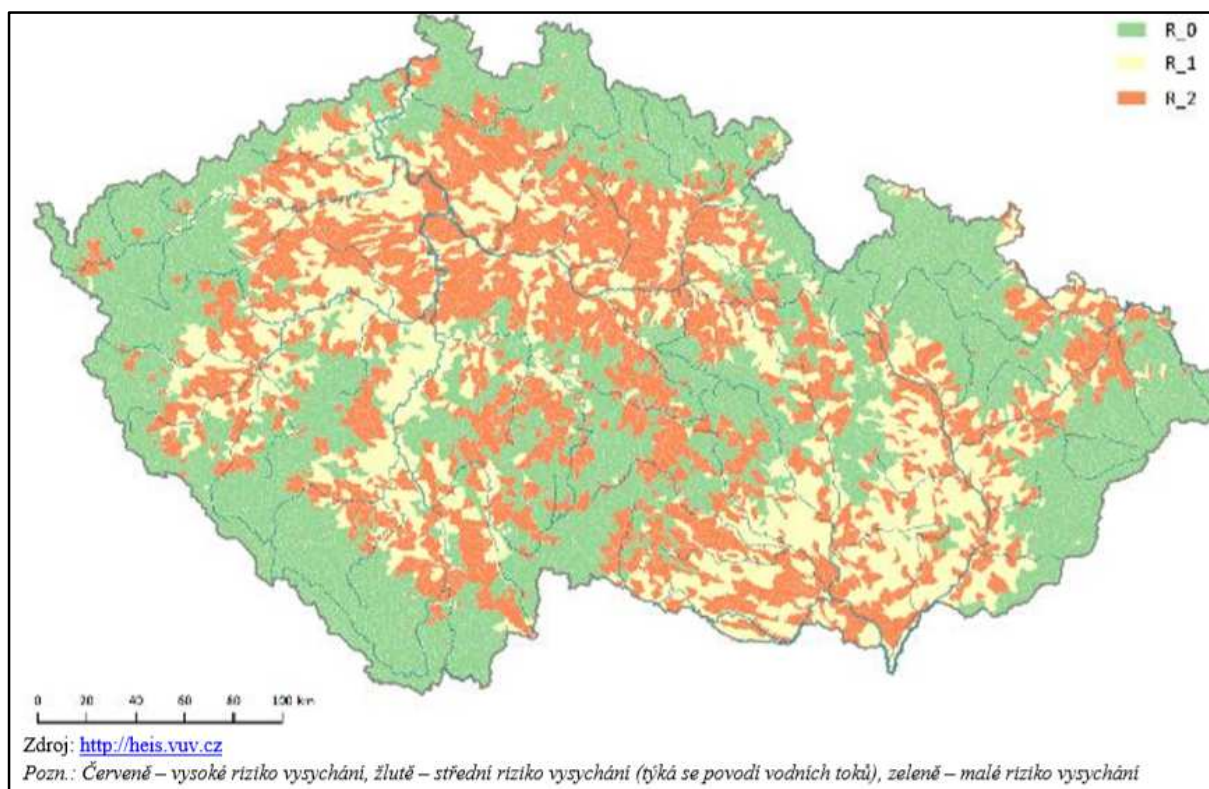 R_0
R_1
R_2
0 20 40 60 80 100 km
Zdroj: http://heis.vuv.cz
Pozn.: Červeně – vysoké riziko vysychání, žlutě – střední riziko vysychání (týká se povodí vodních toků), zeleně – malé riziko vysychání